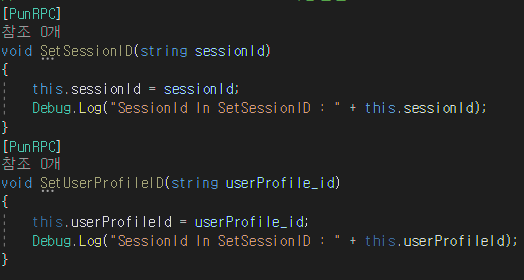 [PunRPC]
참조 0개
void SetSessionID(string sessionId)
{
this.sessionId = sessionId;
Debug.Log("SessionId In SetSessionID : " + this.sessionId);
}
[PunRPC]
참조 0개
void SetUserProfileID(string userProfile_id)
{
this.userProfileId = userProfile_id;
Debug.Log("SessionId In SetSessionID : " + this.userProfileId);
}